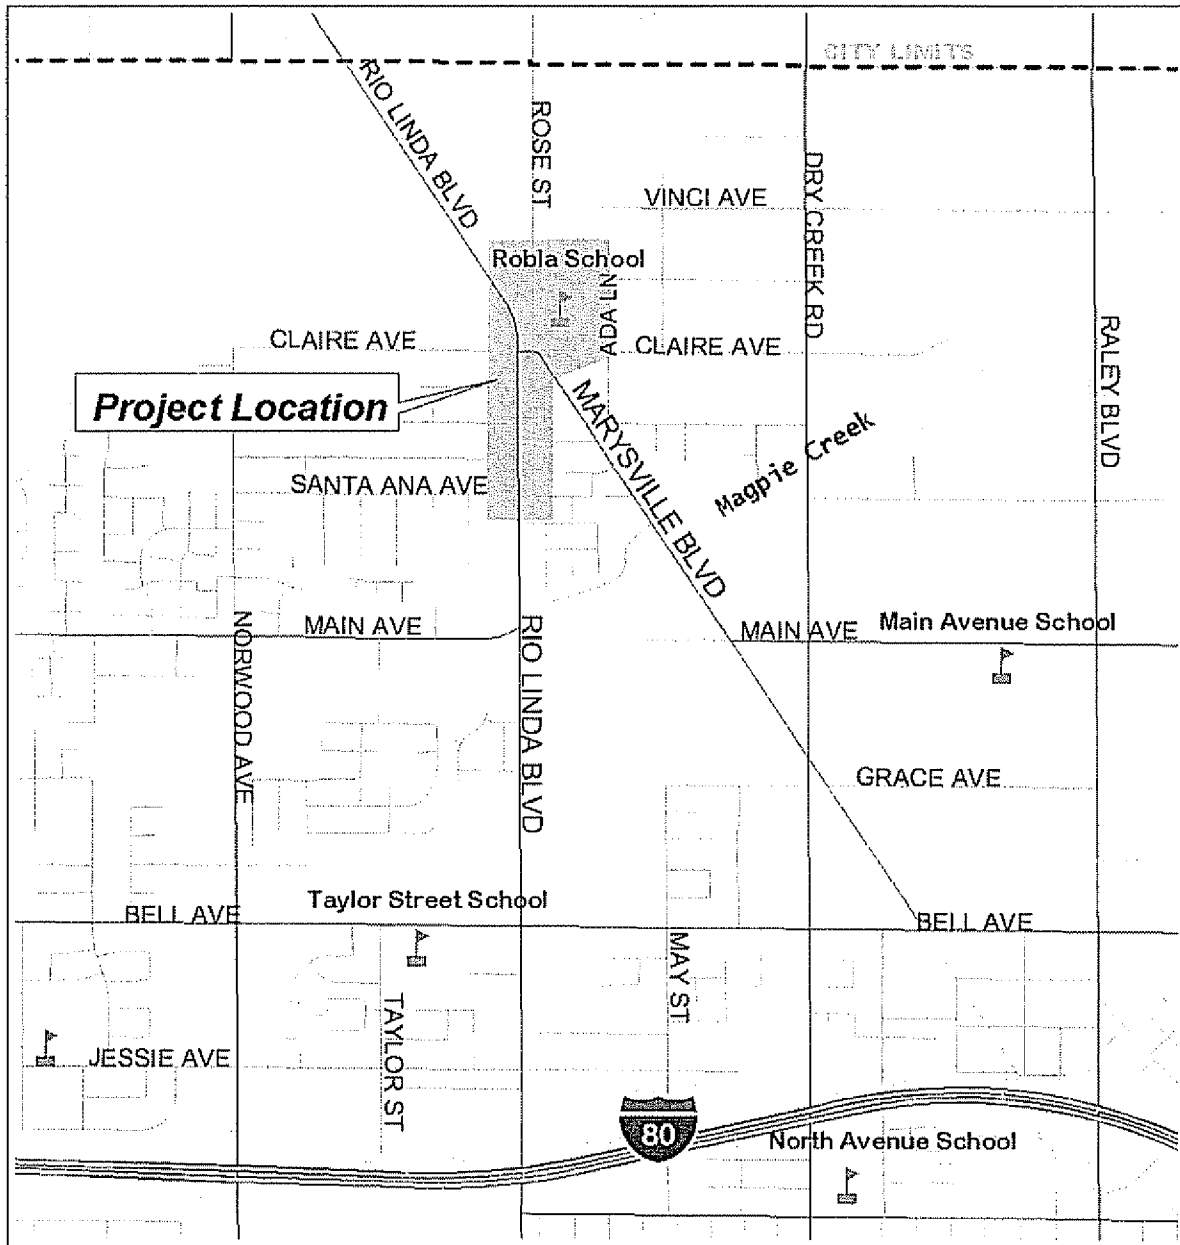 CITY LIMITS
RIO LINDA BLVD
ROSE ST
DRY CREEK RD
VINCI AVE
Robla School
ADA LN
CLAIRE AVE
CLAIRE AVE
RALEY BLVD
Project Location
MARYSVILLE BLVD
Magpie Creek
SANTA ANA AVE
NORWOOD AVE
MAIN AVE
RIO LINDA BLVD
MAIN AVE
Main Avenue School
GRACE AVE
Taylor Street School
BELL AVE
BELL AVE
MAY ST
TAYLOR ST
JESSIE AVE
80
North Avenue School